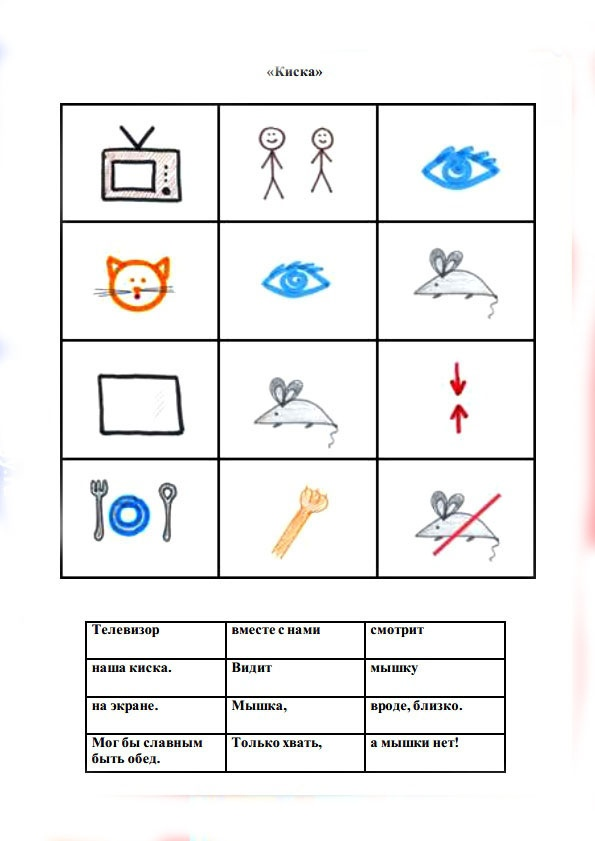 «Киска»
Телевизор вместе с нами смотрит
наша киска. Видит мышку
на экране. Мышка, вроде, близко.
Мог бы славным быть обед. Только хвать, а мышки нет!